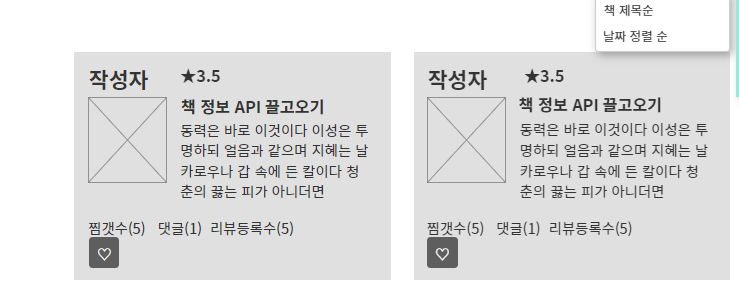 책 제목순
날짜 정렬 순
작성자 ★3.5
책 정보 API 끌고오기
동력은 바로 이것이다 이성은 투
명하되 얼음과 같으며 지혜는 날
카로우나 갑 속에 든 칼이다 청
춘의 끓는 피가 아니더면
찜갯수(5) 댓글(1) 리뷰등록수(5)
작성자 ★3.5
책 정보 API 끌고오기
동력은 바로 이것이다 이성은 투
명하되 얼음과 같으며 지혜는 날
카로우나 갑 속에 든 칼이다 청
춘의 끓는 피가 아니더면
찜갯수(5) 댓글(1) 리뷰등록수(5)